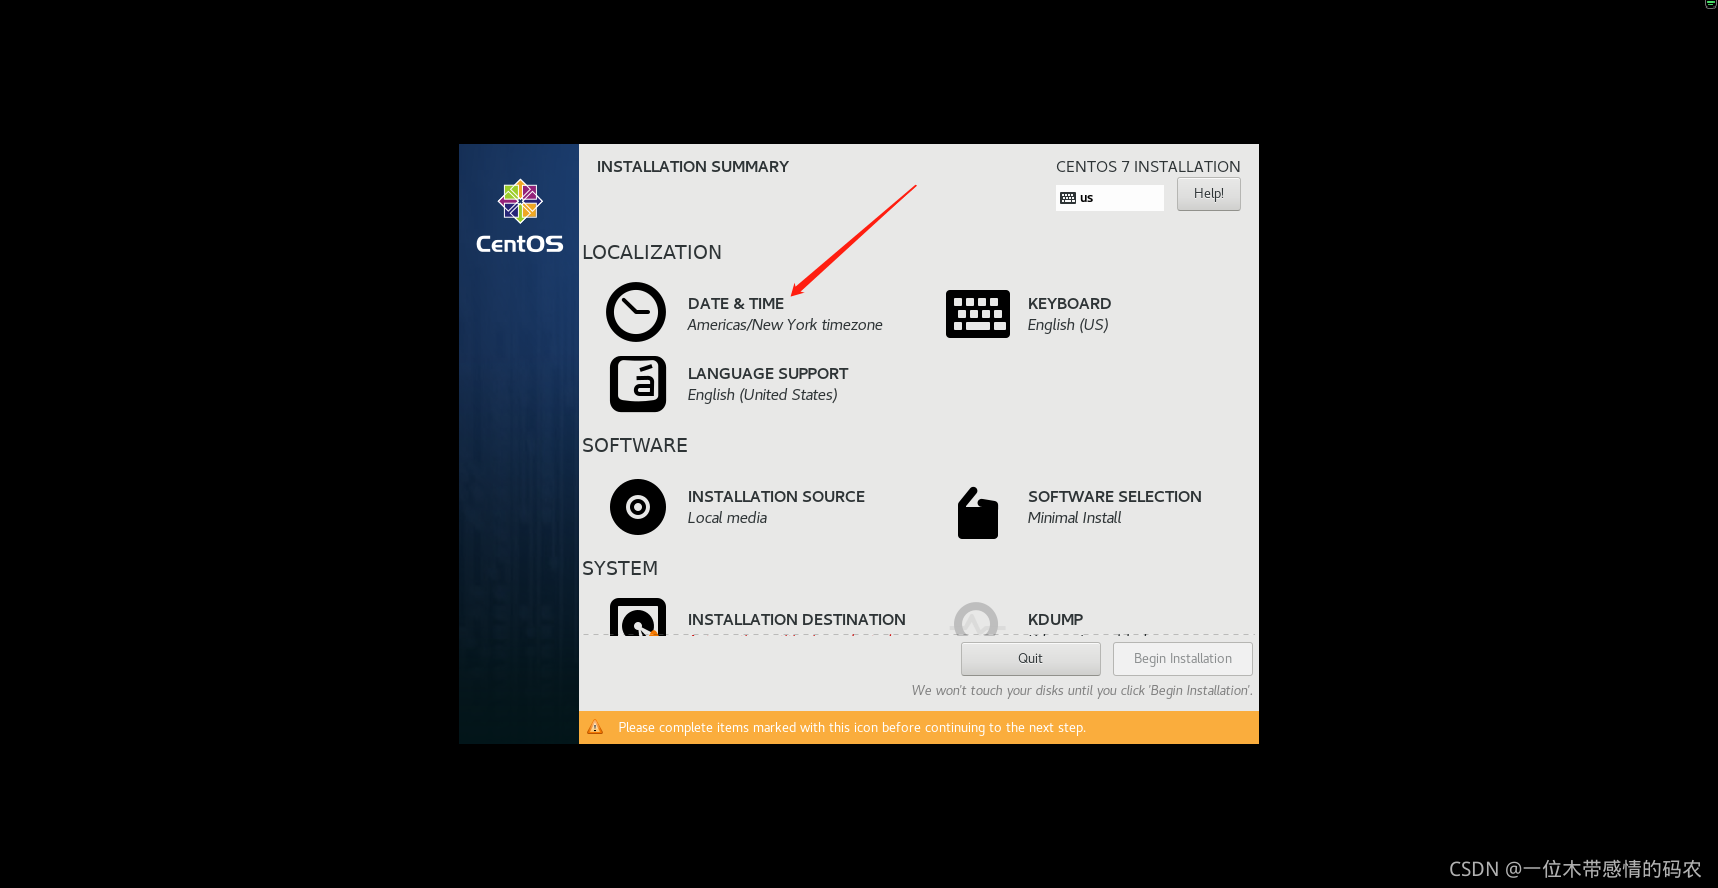 INSTALLATION SUMMARY
CENTOS 7 INSTALLATION
us
Help!
CentOS
LOCALIZATION
DATE & TIME
Americas/New York timezone
KEYBOARD
English (US)
LANGUAGE SUPPORT
English (United States)
SOFTWARE
INSTALLATION SOURCE
Local media
SOFTWARE SELECTION
Minimal Install
SYSTEM
INSTALLATION DESTINATION
KDUMP
Quit
Begin Installation
We won't touch your disks until you click 'Begin Installation'.
Please complete items marked with this icon before continuing to the next step.
CSDN @一位木带感情的码农